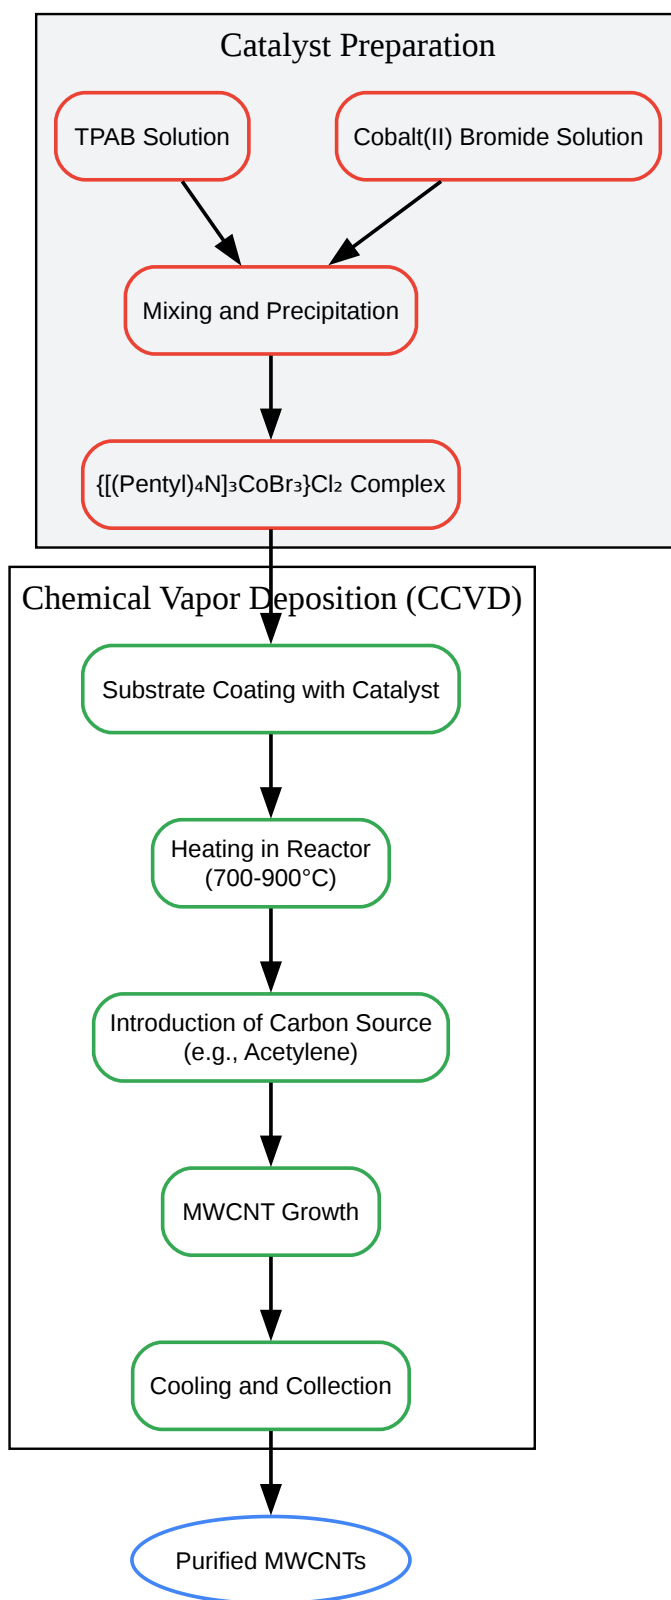 Catalyst Preparation
TPAB Solution
Cobalt(II) Bromide Solution
Mixing and Precipitation
{[(Pentyl)₄N]₃CoBr₃}Cl₂ Complex
Chemical Vapor Deposition (CCVD)
Substrate Coating with Catalyst
Heating in Reactor
(700-900°C)
Introduction of Carbon Source
(e.g., Acetylene)
MWCNT Growth
Cooling and Collection
Purified MWCNTs